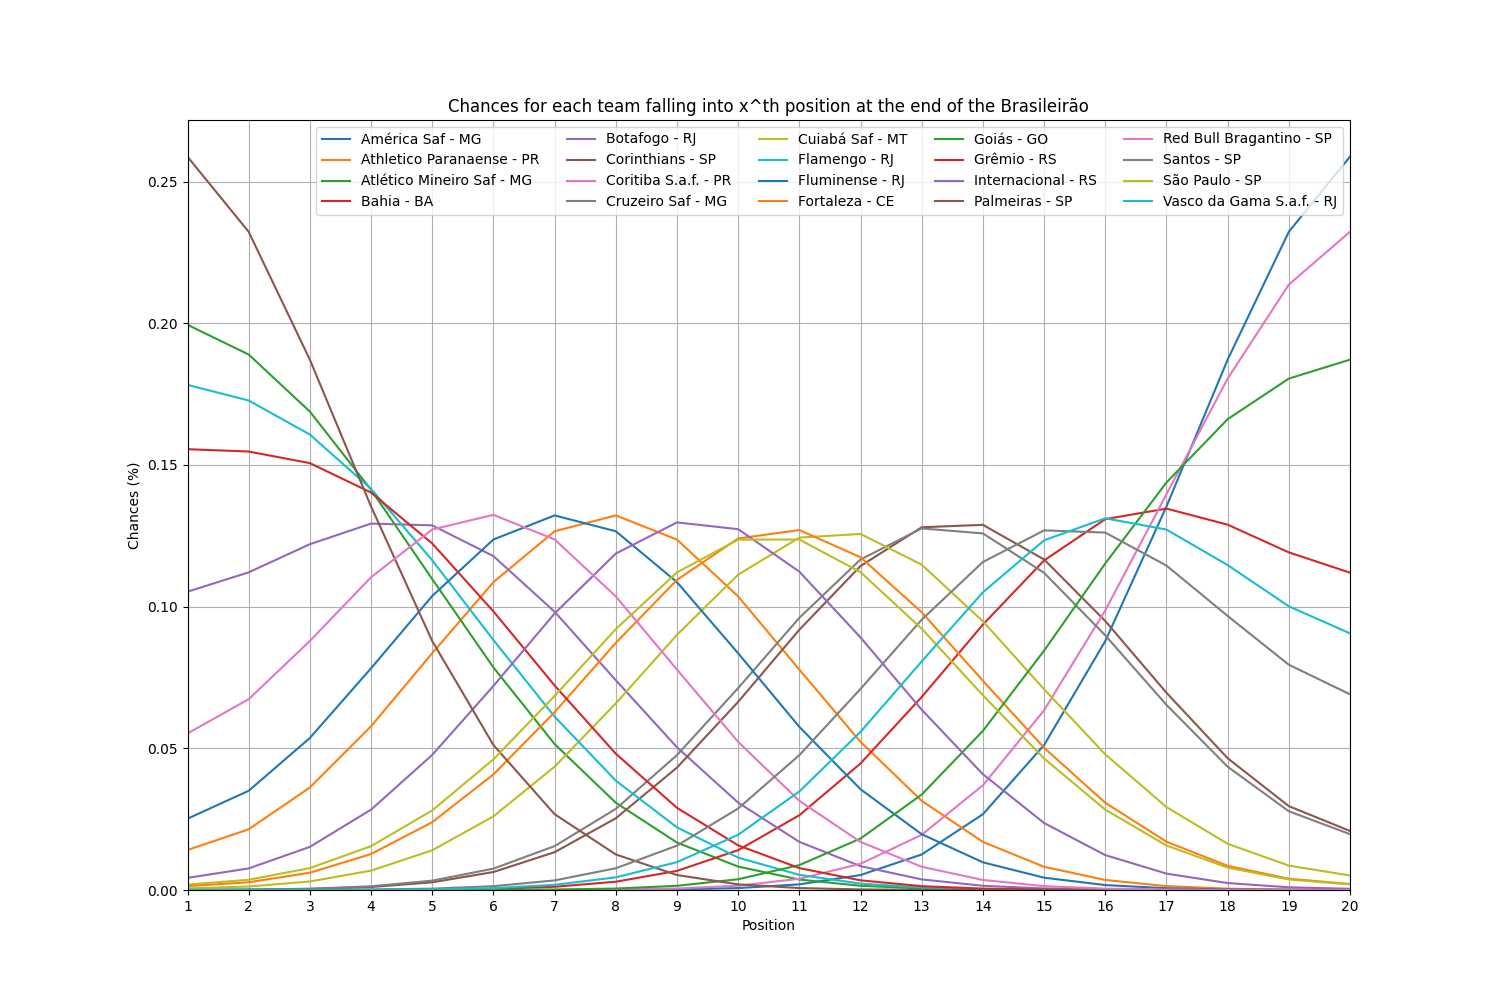 Chances for each team falling into x^th position at the end of the Brasileirão
América Saf - MG
Athletico Paranaense - PR
Atlético Mineiro Saf - MG
Bahia - BA
Botafogo - RJ
Corinthians - SP
Coritiba S.a.f. - PR
Cruzeiro Saf - MG
Cuiabá Saf - MT
Flamengo - RJ
Fluminense - RJ
Fortaleza - CE
Goiás - GO
Grêmio - RS
Internacional - RS
Palmeiras - SP
Red Bull Bragantino - SP
Santos - SP
São Paulo - SP
Vasco da Gama S.a.f. - RJ
Chances (%)
0.25
0.20
0.15
0.10
0.05
0.00
1 2 3 4 5 6 7 8 9 10 11 12 13 14 15 16 17 18 19 20
Position